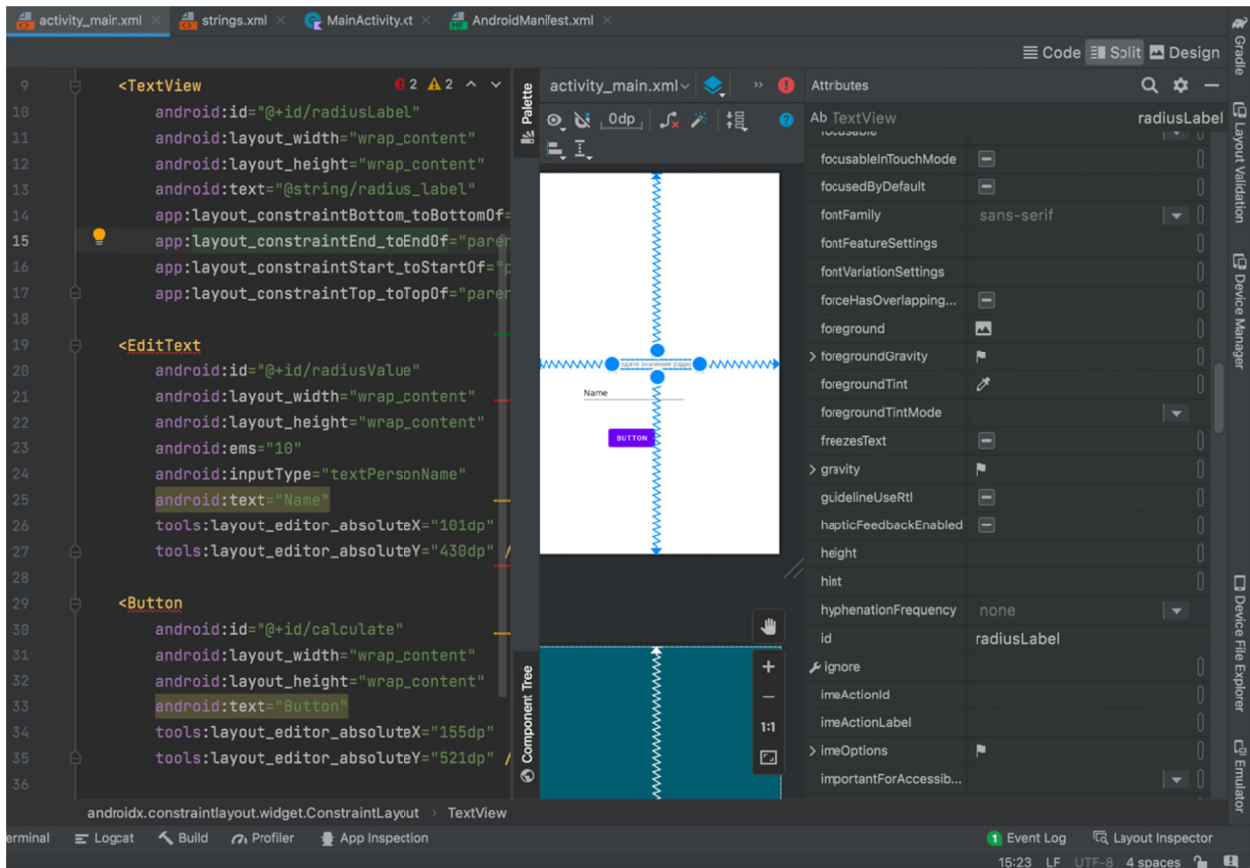 activity_main.xml
strings.xml
MainActivity.kt
AndroidManifest.xml
Code
Split
Design
9 <TextView
2 2
10 android:id="@+id/radiusLabel"
11 android:layout_width="wrap_content"
12 android:layout_height="wrap_content"
13 android:text="@string/radius_label"
14 app:layout_constraintBottom_toBottomOf=
15 app:layout_constraintEnd_toEndOf="paren
16 app:layout_constraintStart_toStartOf="p
17 app:layout_constraintTop_toTopOf="paren
18
19 <EditText
20 android:id="@+id/radiusValue"
21 android:layout_width="wrap_content"
22 android:layout_height="wrap_content"
23 android:ems="10"
24 android:inputType="textPersonName"
25 android:text="Name"
26 tools:layout_editor_absoluteX="101dp"
27 tools:layout_editor_absoluteY="430dp" /
28
29 <Button
30 android:id="@+id/calculate"
31 android:layout_width="wrap_content"
32 android:layout_height="wrap_content"
33 android:text="Button"
34 tools:layout_editor_absoluteX="155dp"
35 tools:layout_editor_absoluteY="521dp" /
36
Palette
Component Tree
activity_main.xml
0dp
значение
Name
BUTTON
1:1
Attributes
Ab TextView
radiusLabel
focusable
focusableInTouchMode
focusedByDefault
fontFamily sans-serif
fontFeatureSettings
fontVariationSettings
forceHasOverlapping...
foreground
foregroundGravity
foregroundTint
foregroundTintMode
freezesText
gravity
guidelineUseRtl
hapticFeedbackEnabled
height
hint
hyphenationFrequency none
id radiusLabel
ignore
imeActionId
imeActionLabel
imeOptions
importantForAccessib...
Gradle
Layout Validation
Device Manager
Device File Explorer
Emulator
androidx.constraintlayout.widget.ConstraintLayout › TextView
erminal
Logcat
Build
Profiler
App Inspection
1 Event Log
Layout Inspector
15:23 LF UTF-8 4 spaces